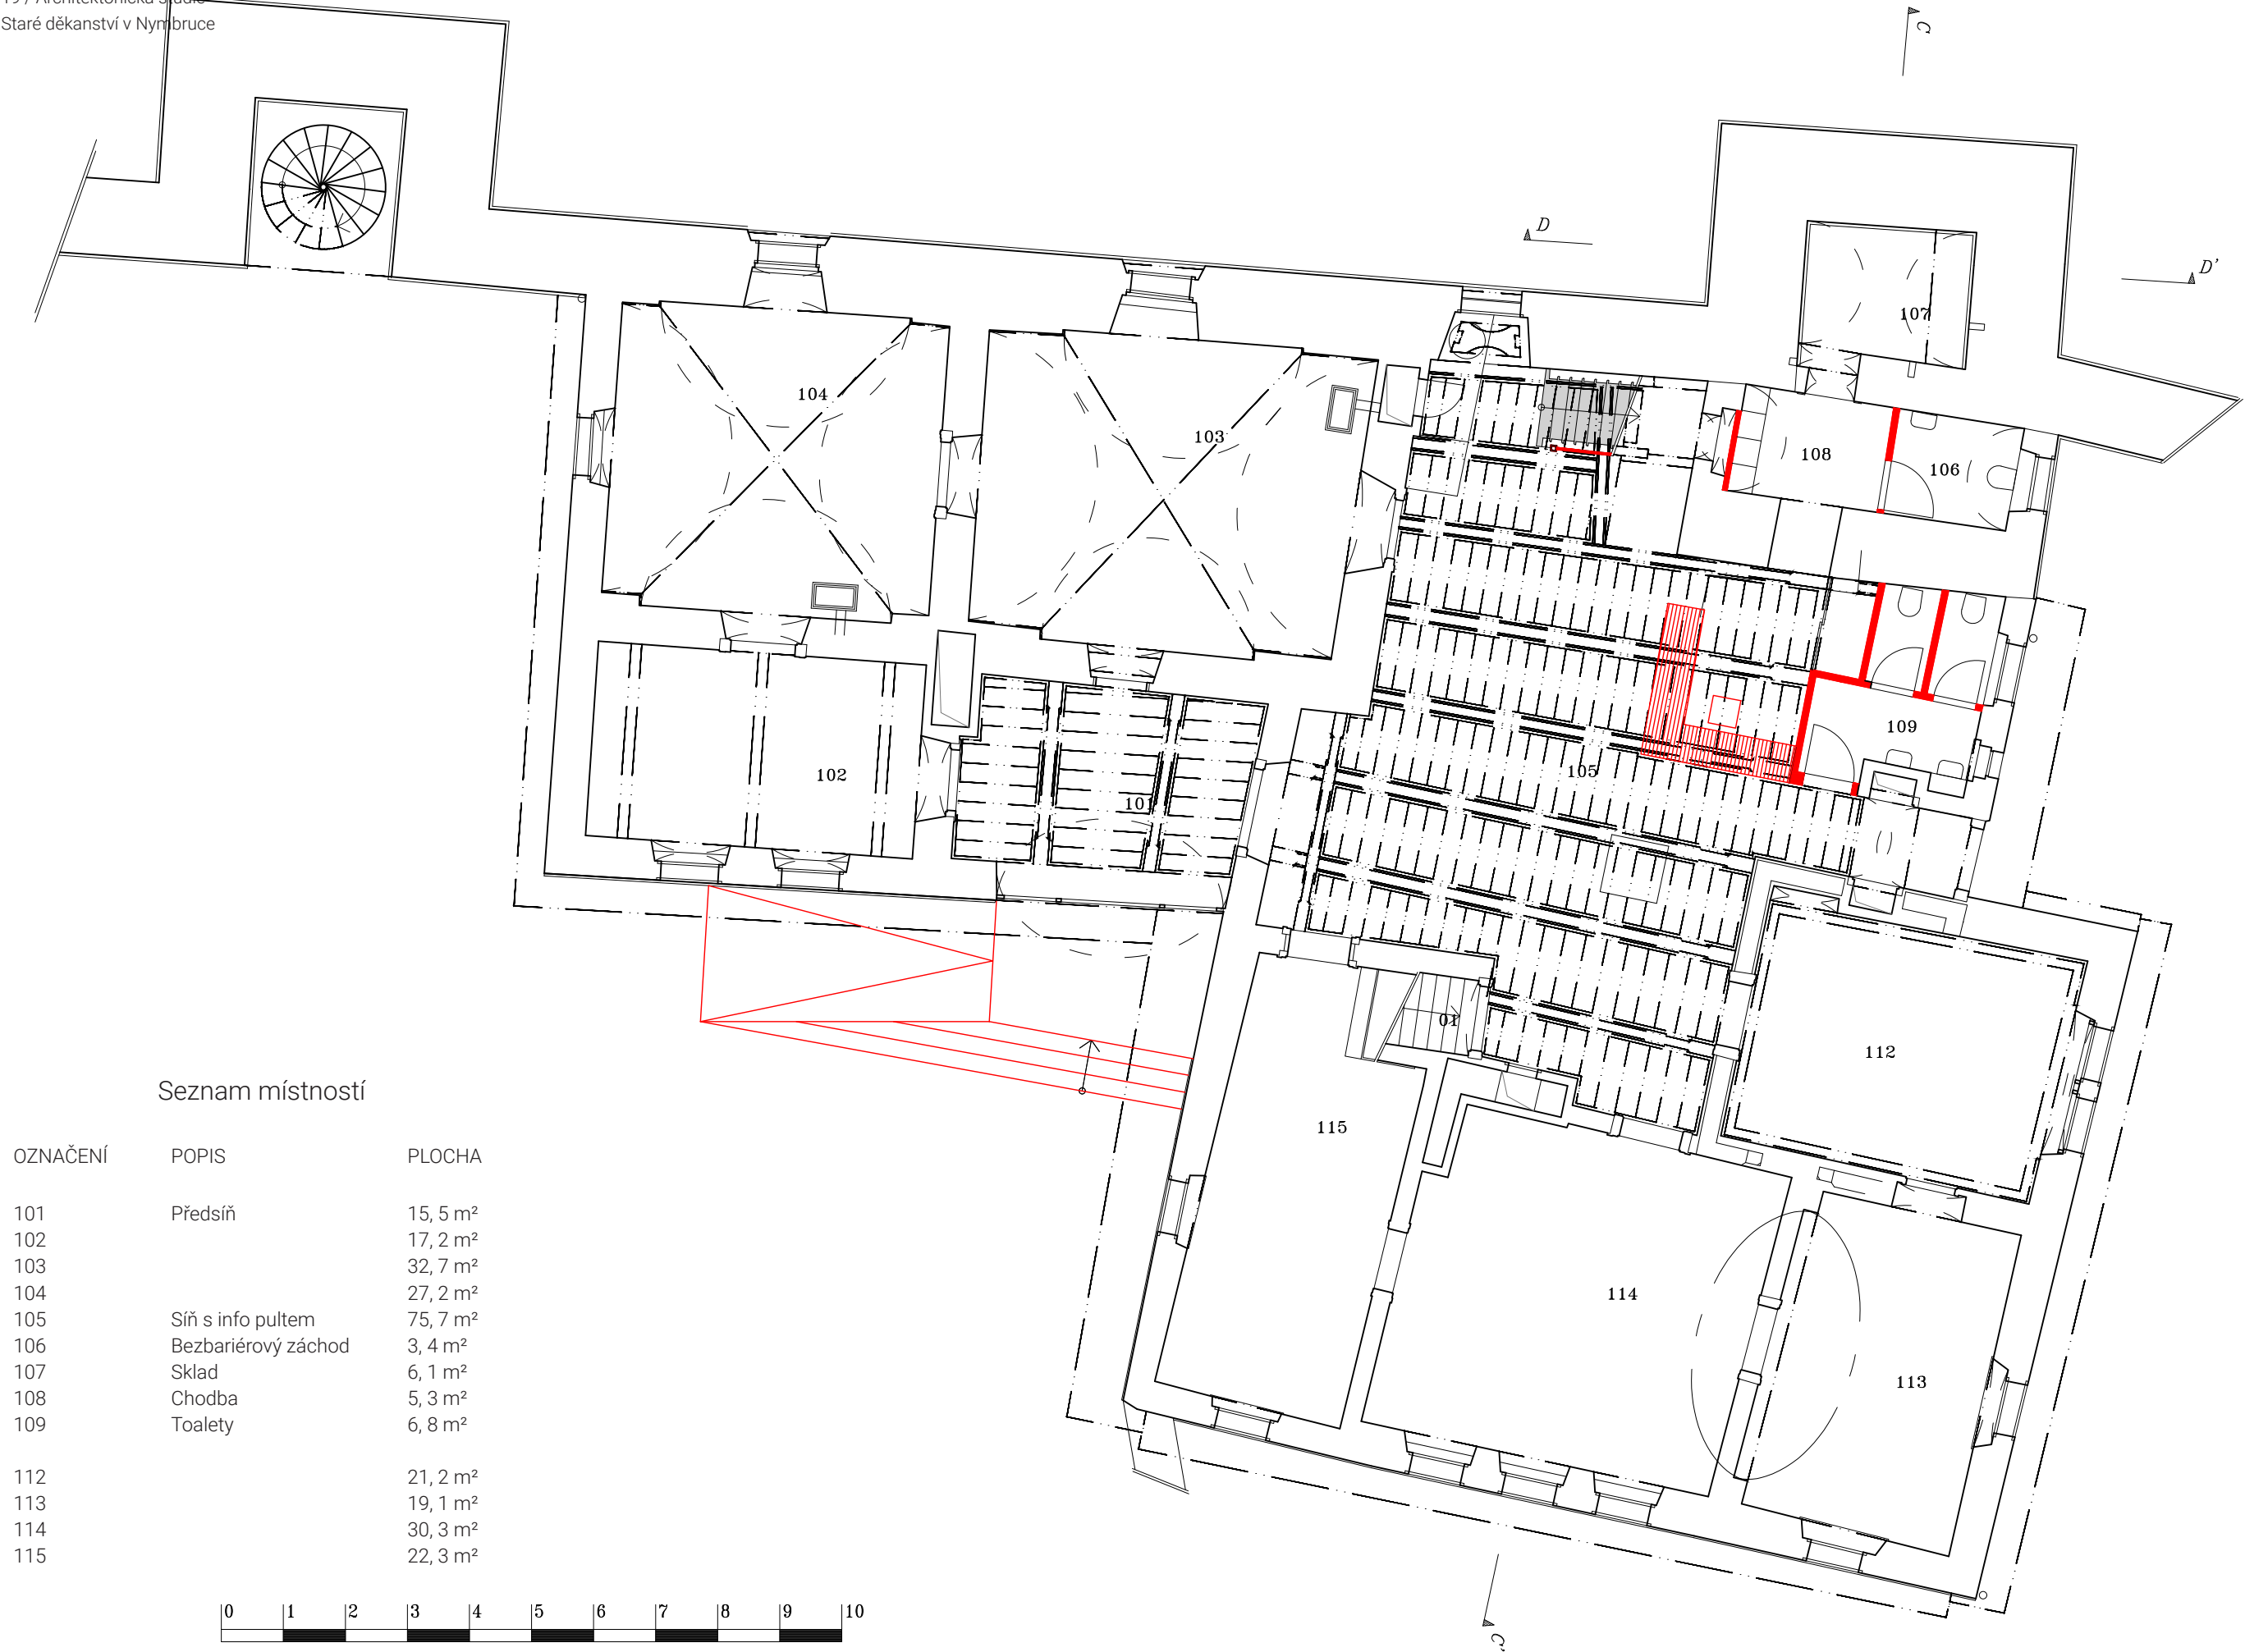 19 / Architektonická studie
Staré děkanství v Nymbruce
C
D
D'
107
104
103
108
106
109
105
102
101
01
112
115
114
113
Seznam místností
OZNAČENÍ POPIS PLOCHA
101 Předsíň 15, 5 m²
102 17, 2 m²
103 32, 7 m²
104 27, 2 m²
105 Síň s info pultem 75, 7 m²
106 Bezbariérový záchod 3, 4 m²
107 Sklad 6, 1 m²
108 Chodba 5, 3 m²
109 Toalety 6, 8 m²
112 21, 2 m²
113 19, 1 m²
114 30, 3 m²
115 22, 3 m²
0 1 2 3 4 5 6 7 8 9 10
C'